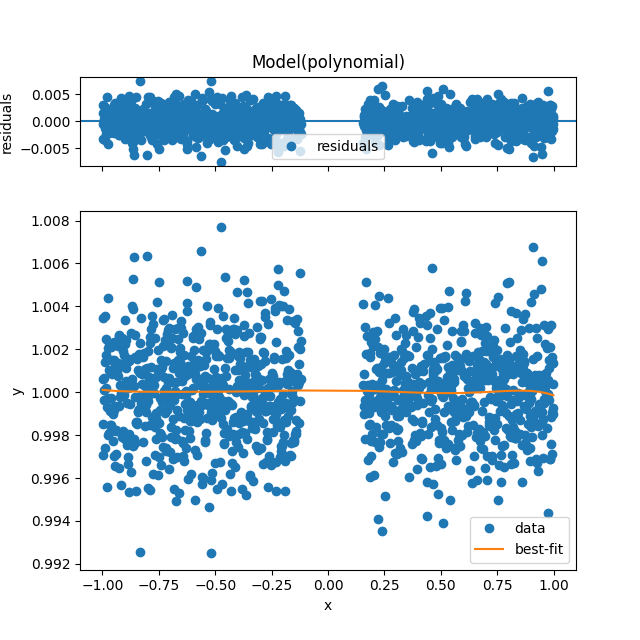 Model(polynomial)
residuals
0.005
0.000
−0.005
residuals
y
1.008
1.006
1.004
1.002
1.000
0.998
0.996
0.994
0.992
data
best-fit
−1.00 −0.75 −0.50 −0.25 0.00 0.25 0.50 0.75 1.00
x